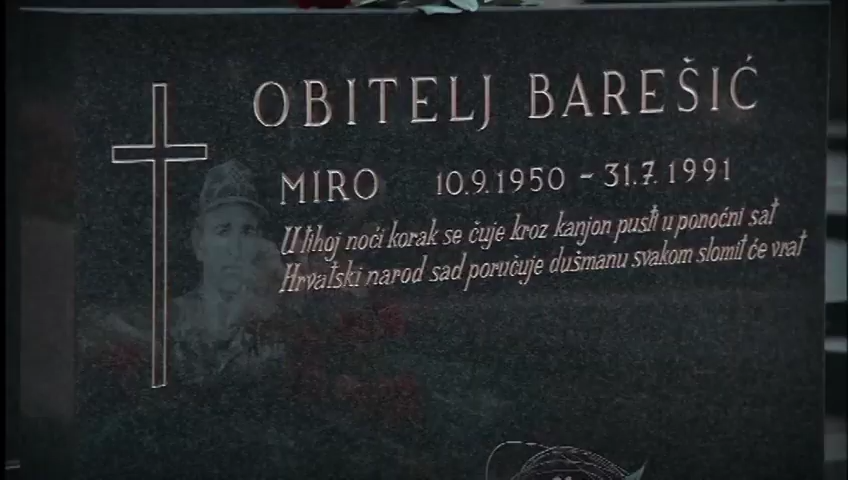 OBITELJ BAREŠIĆ
MIRO 10.9.1950 - 31.7.1991
U tihoj noći korak se čuje kroz kanjon pusti u ponoćni sat
Hrvatski narod sad poručuje dušmanu svakom slomit će vrat